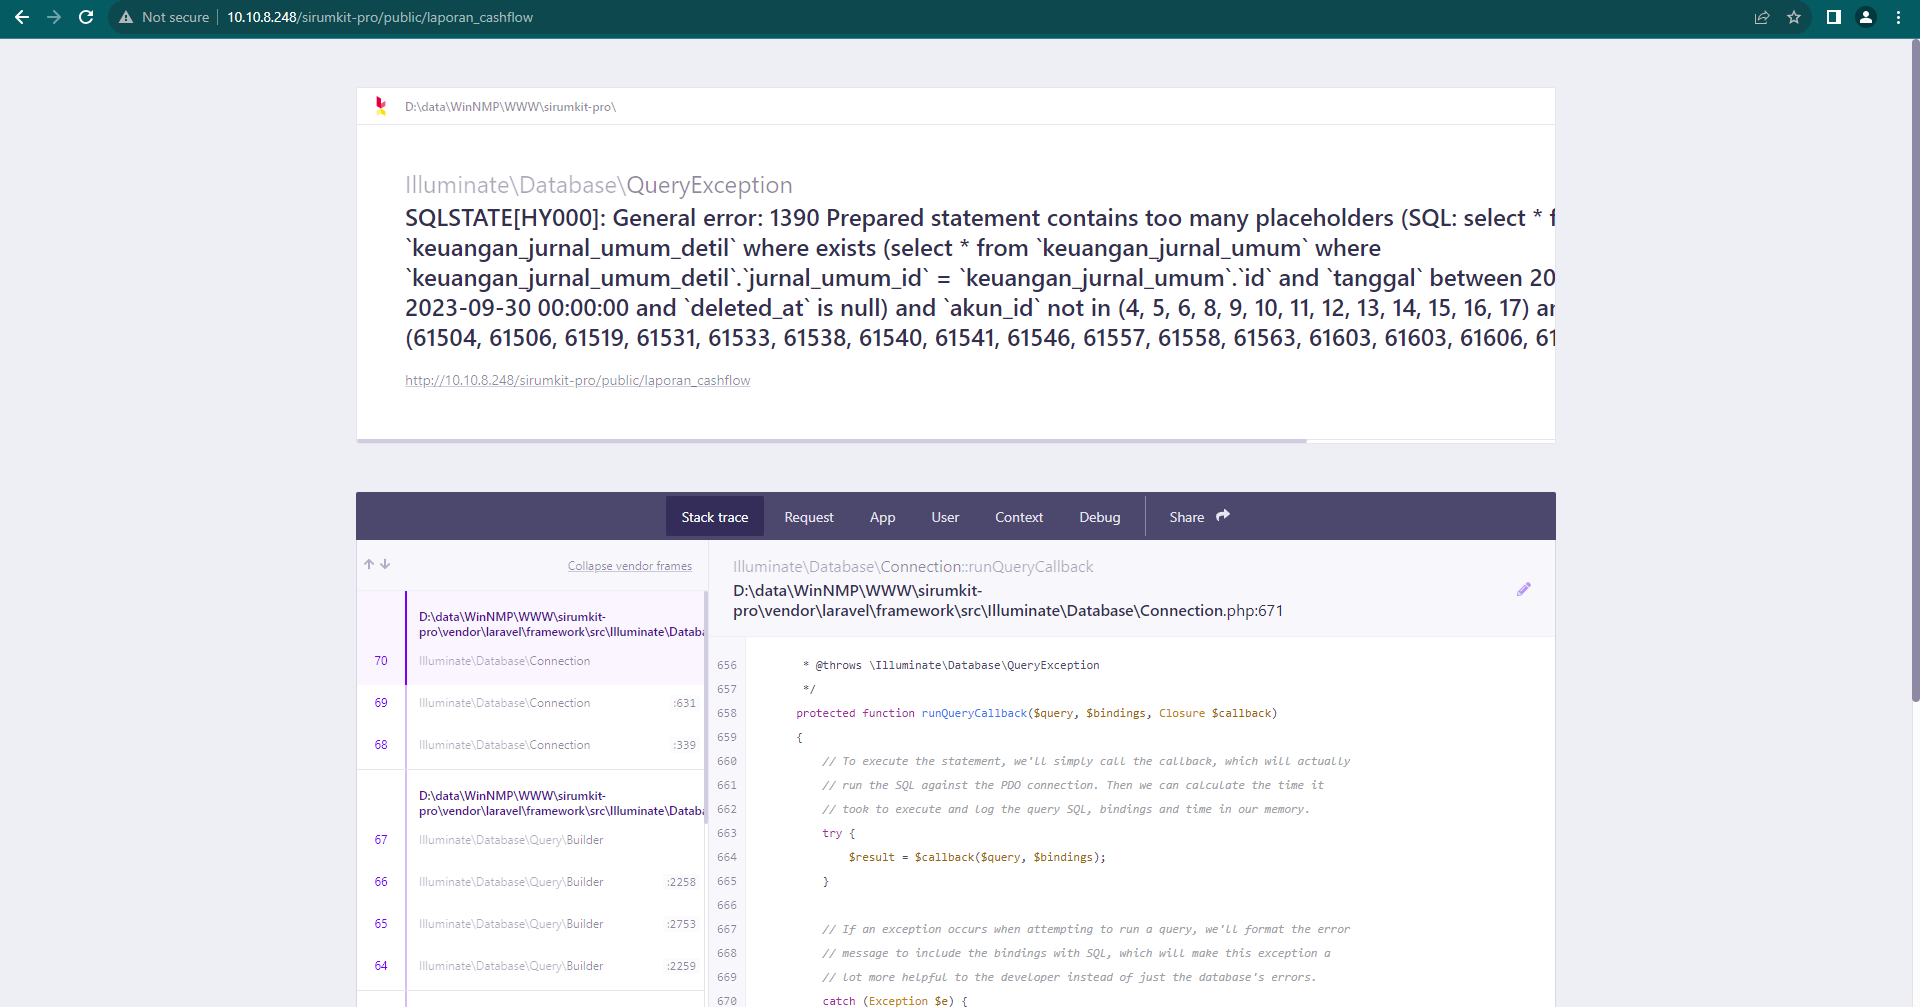 Not secure 10.10.8.248/sirumkit-pro/public/laporan_cashflow
D:\data\WinNMP\WWW\sirumkit-pro\
Illuminate\Database\QueryException
SQLSTATE[HY000]: General error: 1390 Prepared statement contains too many placeholders (SQL: select * f
`keuangan_jurnal_umum_detil` where exists (select * from `keuangan_jurnal_umum` where
`keuangan_jurnal_umum_detil`.`jurnal_umum_id` = `keuangan_jurnal_umum`.`id` and `tanggal` between 20
2023-09-30 00:00:00 and `deleted_at` is null) and `akun_id` not in (4, 5, 6, 8, 9, 10, 11, 12, 13, 14, 15, 16, 17) ar
(61504, 61506, 61519, 61531, 61533, 61538, 61540, 61541, 61546, 61557, 61558, 61563, 61603, 61603, 61606, 61
http://10.10.8.248/sirumkit-pro/public/laporan_cashflow
Stack trace Request App User Context Debug Share
Collapse vendor frames
D:\data\WinNMP\WWW\sirumkit-
pro\vendor\laravel\framework\src\Illuminate\Databa
70 Illuminate\Database\Connection
69 Illuminate\Database\Connection :631
68 Illuminate\Database\Connection :339
D:\data\WinNMP\WWW\sirumkit-
pro\vendor\laravel\framework\src\Illuminate\Databa
67 Illuminate\Database\Query\Builder
66 Illuminate\Database\Query\Builder :2258
65 Illuminate\Database\Query\Builder :2753
64 Illuminate\Database\Query\Builder :2259
Illuminate\Database\Connection::runQueryCallback
D:\data\WinNMP\WWW\sirumkit-
pro\vendor\laravel\framework\src\Illuminate\Database\Connection.php:671
656 * @throws \Illuminate\Database\QueryException
657 */
658 protected function runQueryCallback($query, $bindings, Closure $callback)
659 {
660 // To execute the statement, we'll simply call the callback, which will actually
661 // run the SQL against the PDO connection. Then we can calculate the time it
662 // took to execute and log the query SQL, bindings and time in our memory.
663 try {
664 $result = $callback($query, $bindings);
665 }
666
667 // If an exception occurs when attempting to run a query, we'll format the error
668 // message to include the bindings with SQL, which will make this exception a
669 // lot more helpful to the developer instead of just the database's errors.
670 catch (Exception $e) {